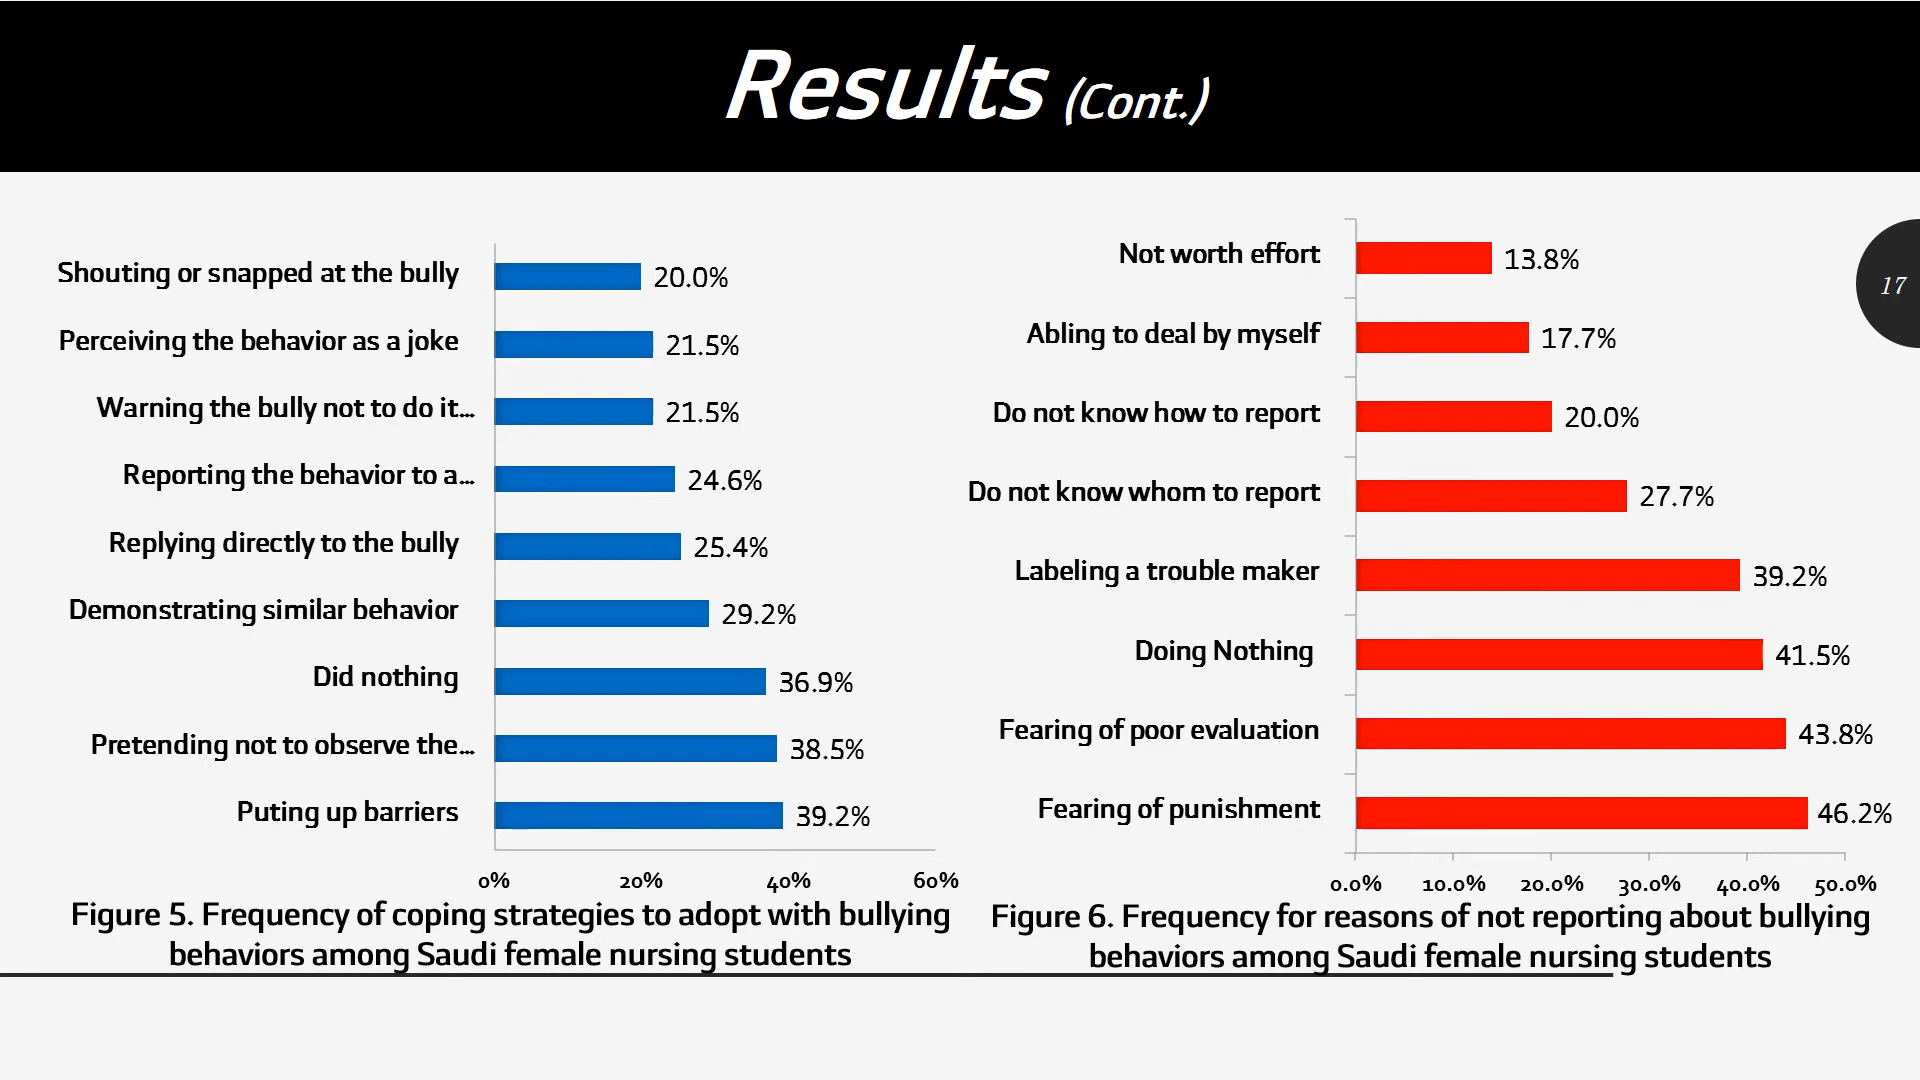 Results (Cont.)
17
Shouting or snapped at the bully 20.0%
Perceiving the behavior as a joke 21.5%
Warning the bully not to do it... 21.5%
Reporting the behavior to a... 24.6%
Replying directly to the bully 25.4%
Demonstrating similar behavior 29.2%
Did nothing 36.9%
Pretending not to observe the... 38.5%
Puting up barriers 39.2%
0% 20% 40% 60%
Figure 5. Frequency of coping strategies to adopt with bullying
behaviors among Saudi female nursing students
Not worth effort 13.8%
Abling to deal by myself 17.7%
Do not know how to report 20.0%
Do not know whom to report 27.7%
Labeling a trouble maker 39.2%
Doing Nothing 41.5%
Fearing of poor evaluation 43.8%
Fearing of punishment 46.2%
0.0% 10.0% 20.0% 30.0% 40.0% 50.0%
Figure 6. Frequency for reasons of not reporting about bullying
behaviors among Saudi female nursing students